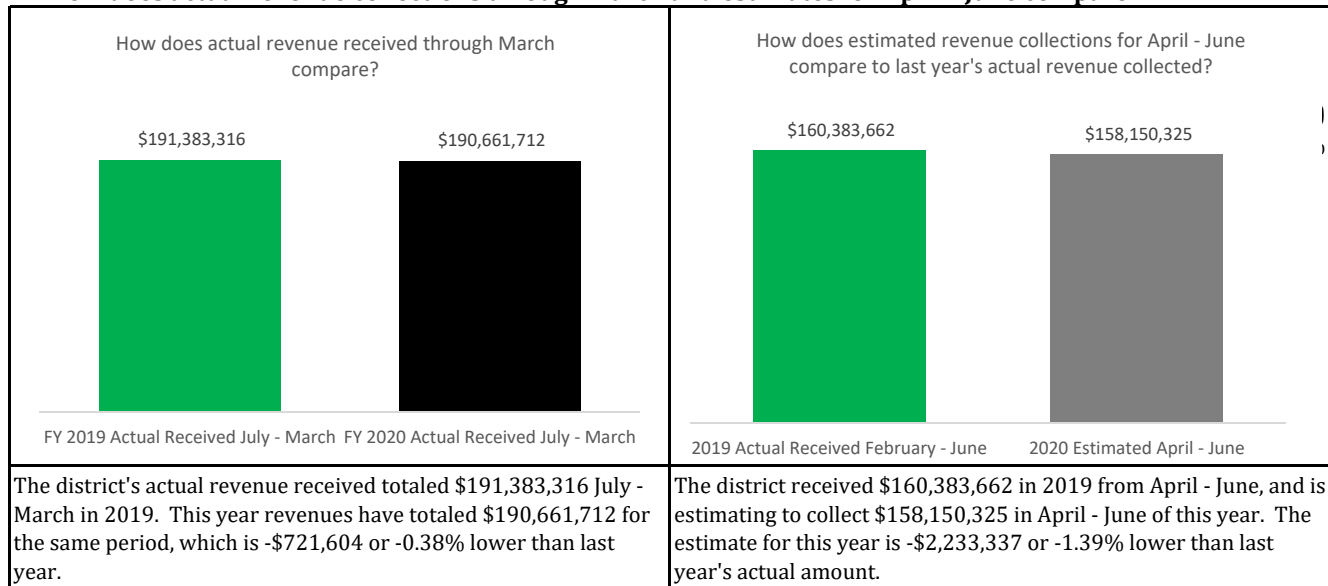 How does actual revenue received through March
compare?
$191,383,316
$190,661,712
FY 2019 Actual Received July - March
FY 2020 Actual Received July - March
How does estimated revenue collections for April - June
compare to last year's actual revenue collected?
$160,383,662
$158,150,325
2019 Actual Received February - June
2020 Estimated April - June
The district's actual revenue received totaled $191,383,316 July -
March in 2019. This year revenues have totaled $190,661,712 for
the same period, which is -$721,604 or -0.38% lower than last
year.
The district received $160,383,662 in 2019 from April - June, and is
estimating to collect $158,150,325 in April - June of this year. The
estimate for this year is -$2,233,337 or -1.39% lower than last
year's actual amount.